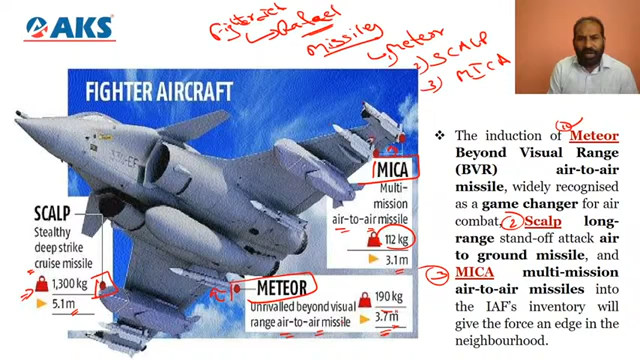 AKS
Fighter aircraft
Rafael
Missiles
Meteor
2) SCALP
3) MICA
FIGHTER AIRCRAFT
MICA
Multi-
mission
air-to-air missile
112 kg
3.1 m
SCALP
Stealthy
deep strike
cruise missile
1,300 kg
5.1 m
METEOR
Unrivalled beyond visual
range air-to-air missile
190 kg
3.7 m
❖ The induction of Meteor
Beyond Visual Range
(BVR) air-to-air
missile, widely recognised
as a game changer for air
combat. 2 Scalp long-
range stand-off attack air
to ground missile, and
MICA multi-mission
air-to-air missiles into
the IAF's inventory will
give the force an edge in the
neighbourhood.